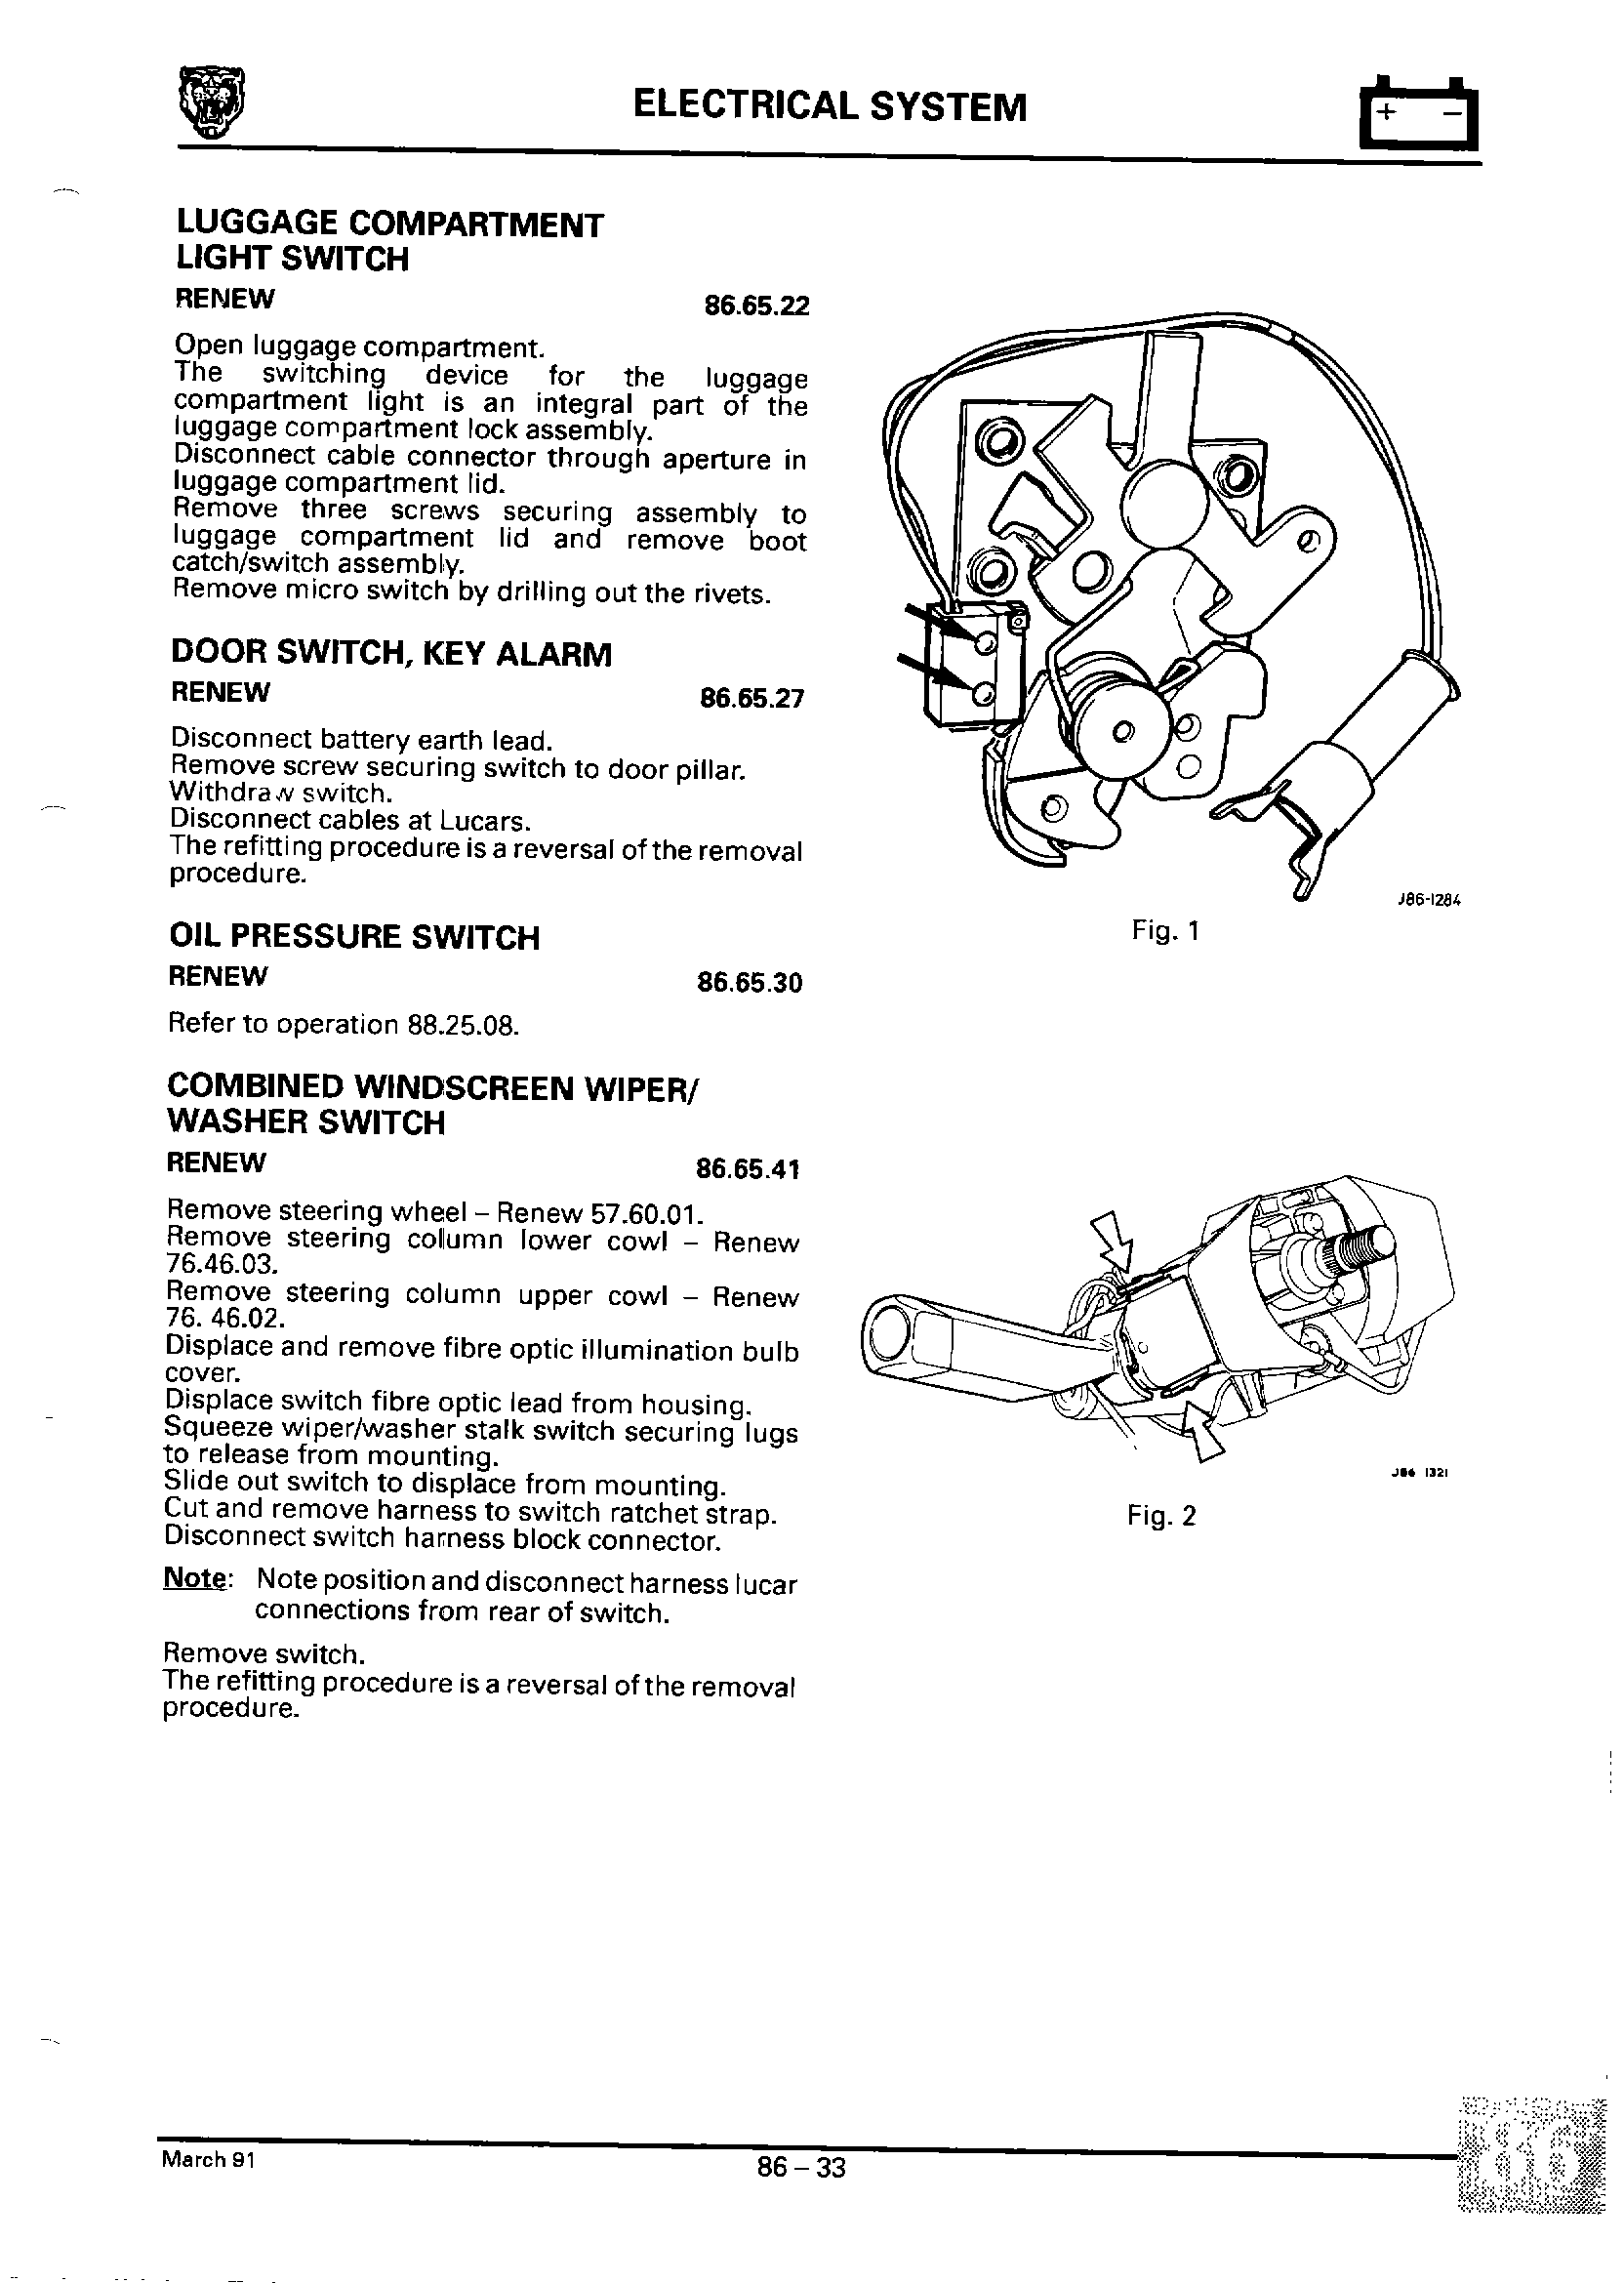 ELECTRICAL SYSTEM
+ −
LUGGAGE COMPARTMENT
LIGHT SWITCH
RENEW 86.65.22
Open luggage compartment.
The switching device for the luggage
compartment light is an integral part of the
luggage compartment lock assembly.
Disconnect cable connector through aperture in
luggage compartment lid.
Remove three screws securing assembly to
luggage compartment lid and remove boot
catch/switch assembly.
Remove micro switch by drilling out the rivets.
DOOR SWITCH, KEY ALARM
RENEW 86.65.27
Disconnect battery earth lead.
Remove screw securing switch to door pillar.
Withdraw switch.
Disconnect cables at Lucars.
The refitting procedure is a reversal of the removal
procedure.
OIL PRESSURE SWITCH
RENEW 86.65.30
Refer to operation 88.25.08.
COMBINED WINDSCREEN WIPER/
WASHER SWITCH
RENEW 86.65.41
Remove steering wheel – Renew 57.60.01.
Remove steering column lower cowl – Renew
76.46.03.
Remove steering column upper cowl – Renew
76. 46.02.
Displace and remove fibre optic illumination bulb
cover.
Displace switch fibre optic lead from housing.
Squeeze wiper/washer stalk switch securing lugs
to release from mounting.
Slide out switch to displace from mounting.
Cut and remove harness to switch ratchet strap.
Disconnect switch harness block connector.
Note: Note position and disconnect harness lucar
connections from rear of switch.
Remove switch.
The refitting procedure is a reversal of the removal
procedure.
J86-1284
Fig. 1
J86 1321
Fig. 2
March 91
86 – 33
86